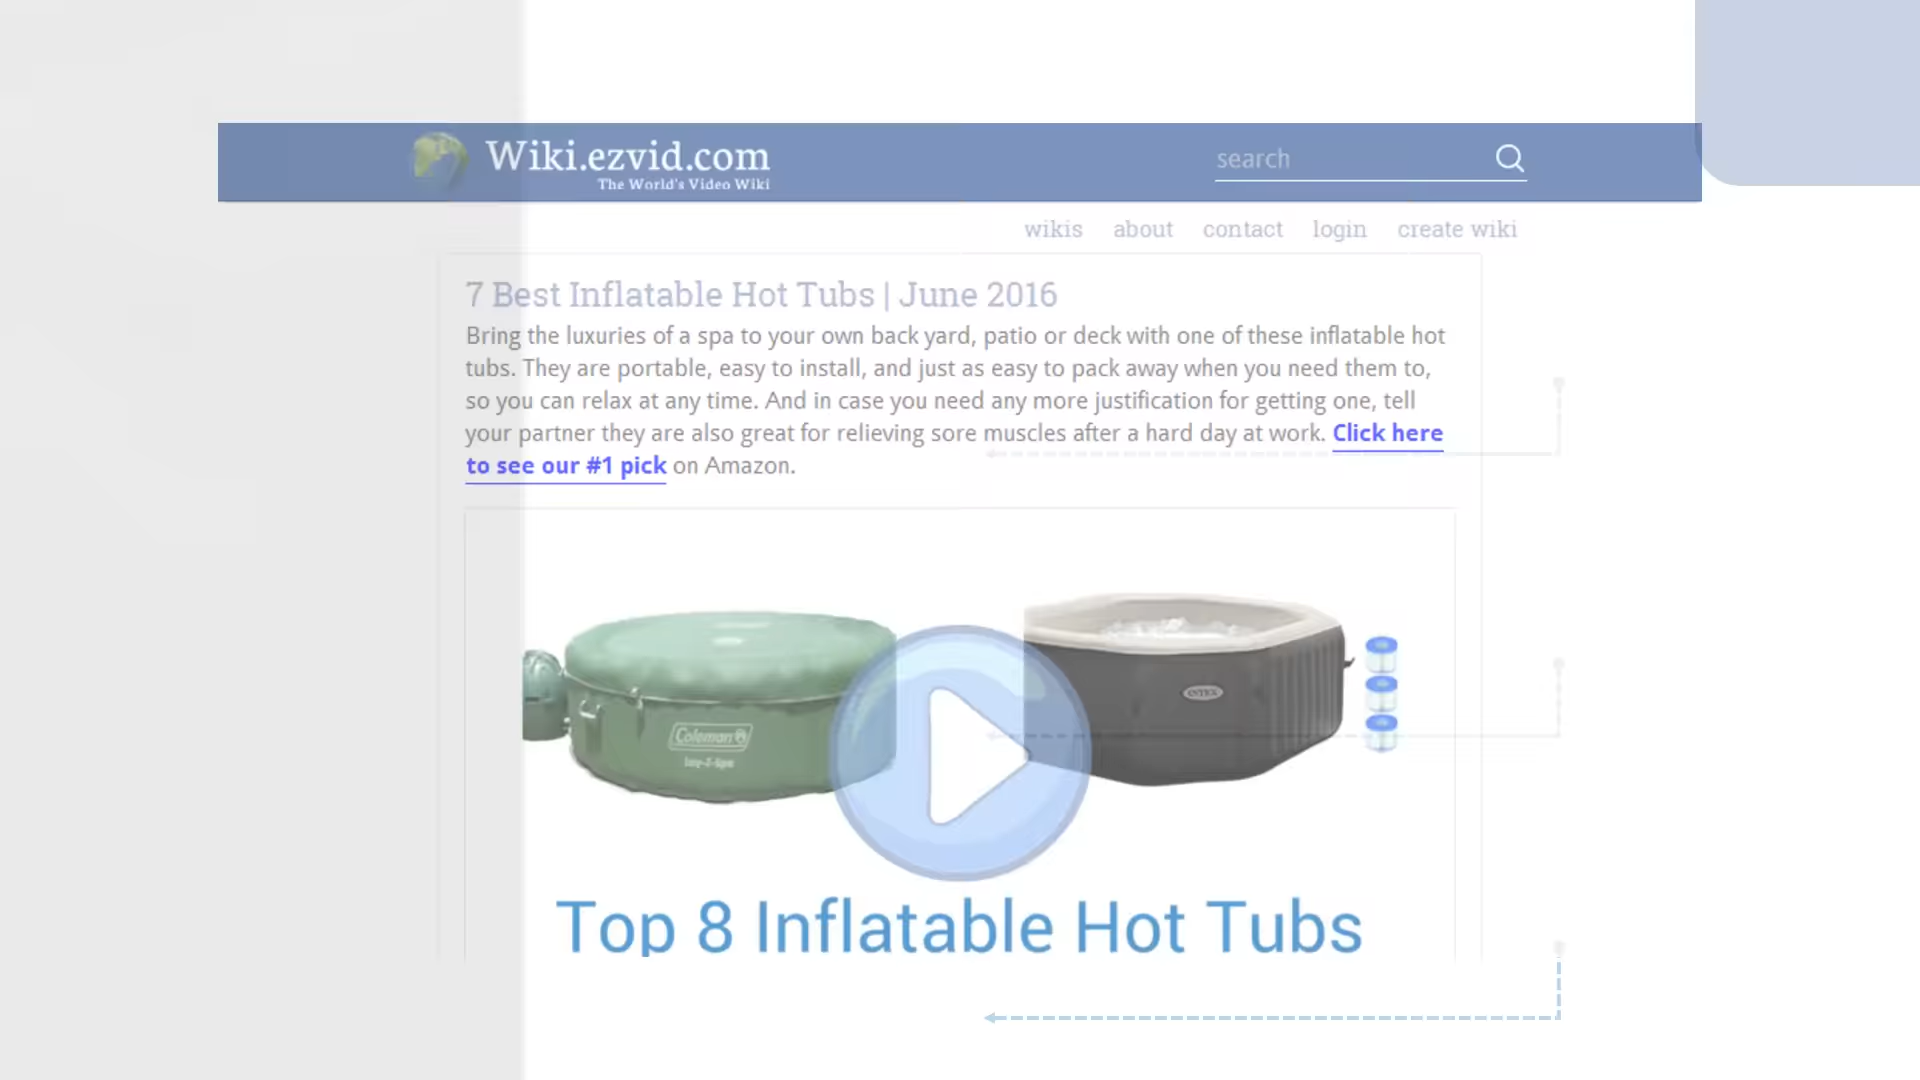 Wiki.ezvid.com
The World's Video Wiki
search
wikis about contact login create wiki
7 Best Inflatable Hot Tubs | June 2016
Bring the luxuries of a spa to your own back yard, patio or deck with one of these inflatable hot
tubs. They are portable, easy to install, and just as easy to pack away when you need them to,
so you can relax at any time. And in case you need any more justification for getting one, tell
your partner they are also great for relieving sore muscles after a hard day at work. Click here
to see our #1 pick on Amazon.
Coleman
Lay-Z-Spa
INTEX
Top 8 Inflatable Hot Tubs